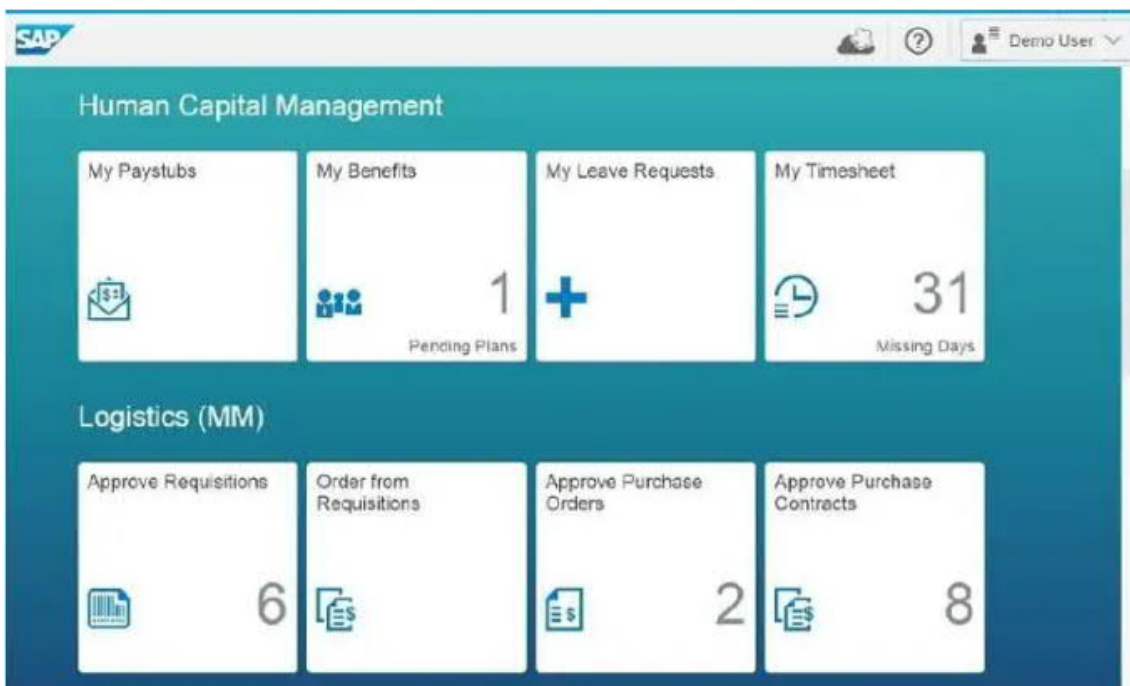 SAP
Demo User
Human Capital Management
My Paystubs
My Benefits
1
Pending Plans
My Leave Requests
My Timesheet
31
Missing Days
Logistics (MM)
Approve Requisitions
6
Order from
Requisitions
Approve Purchase
Orders
2
Approve Purchase
Contracts
8